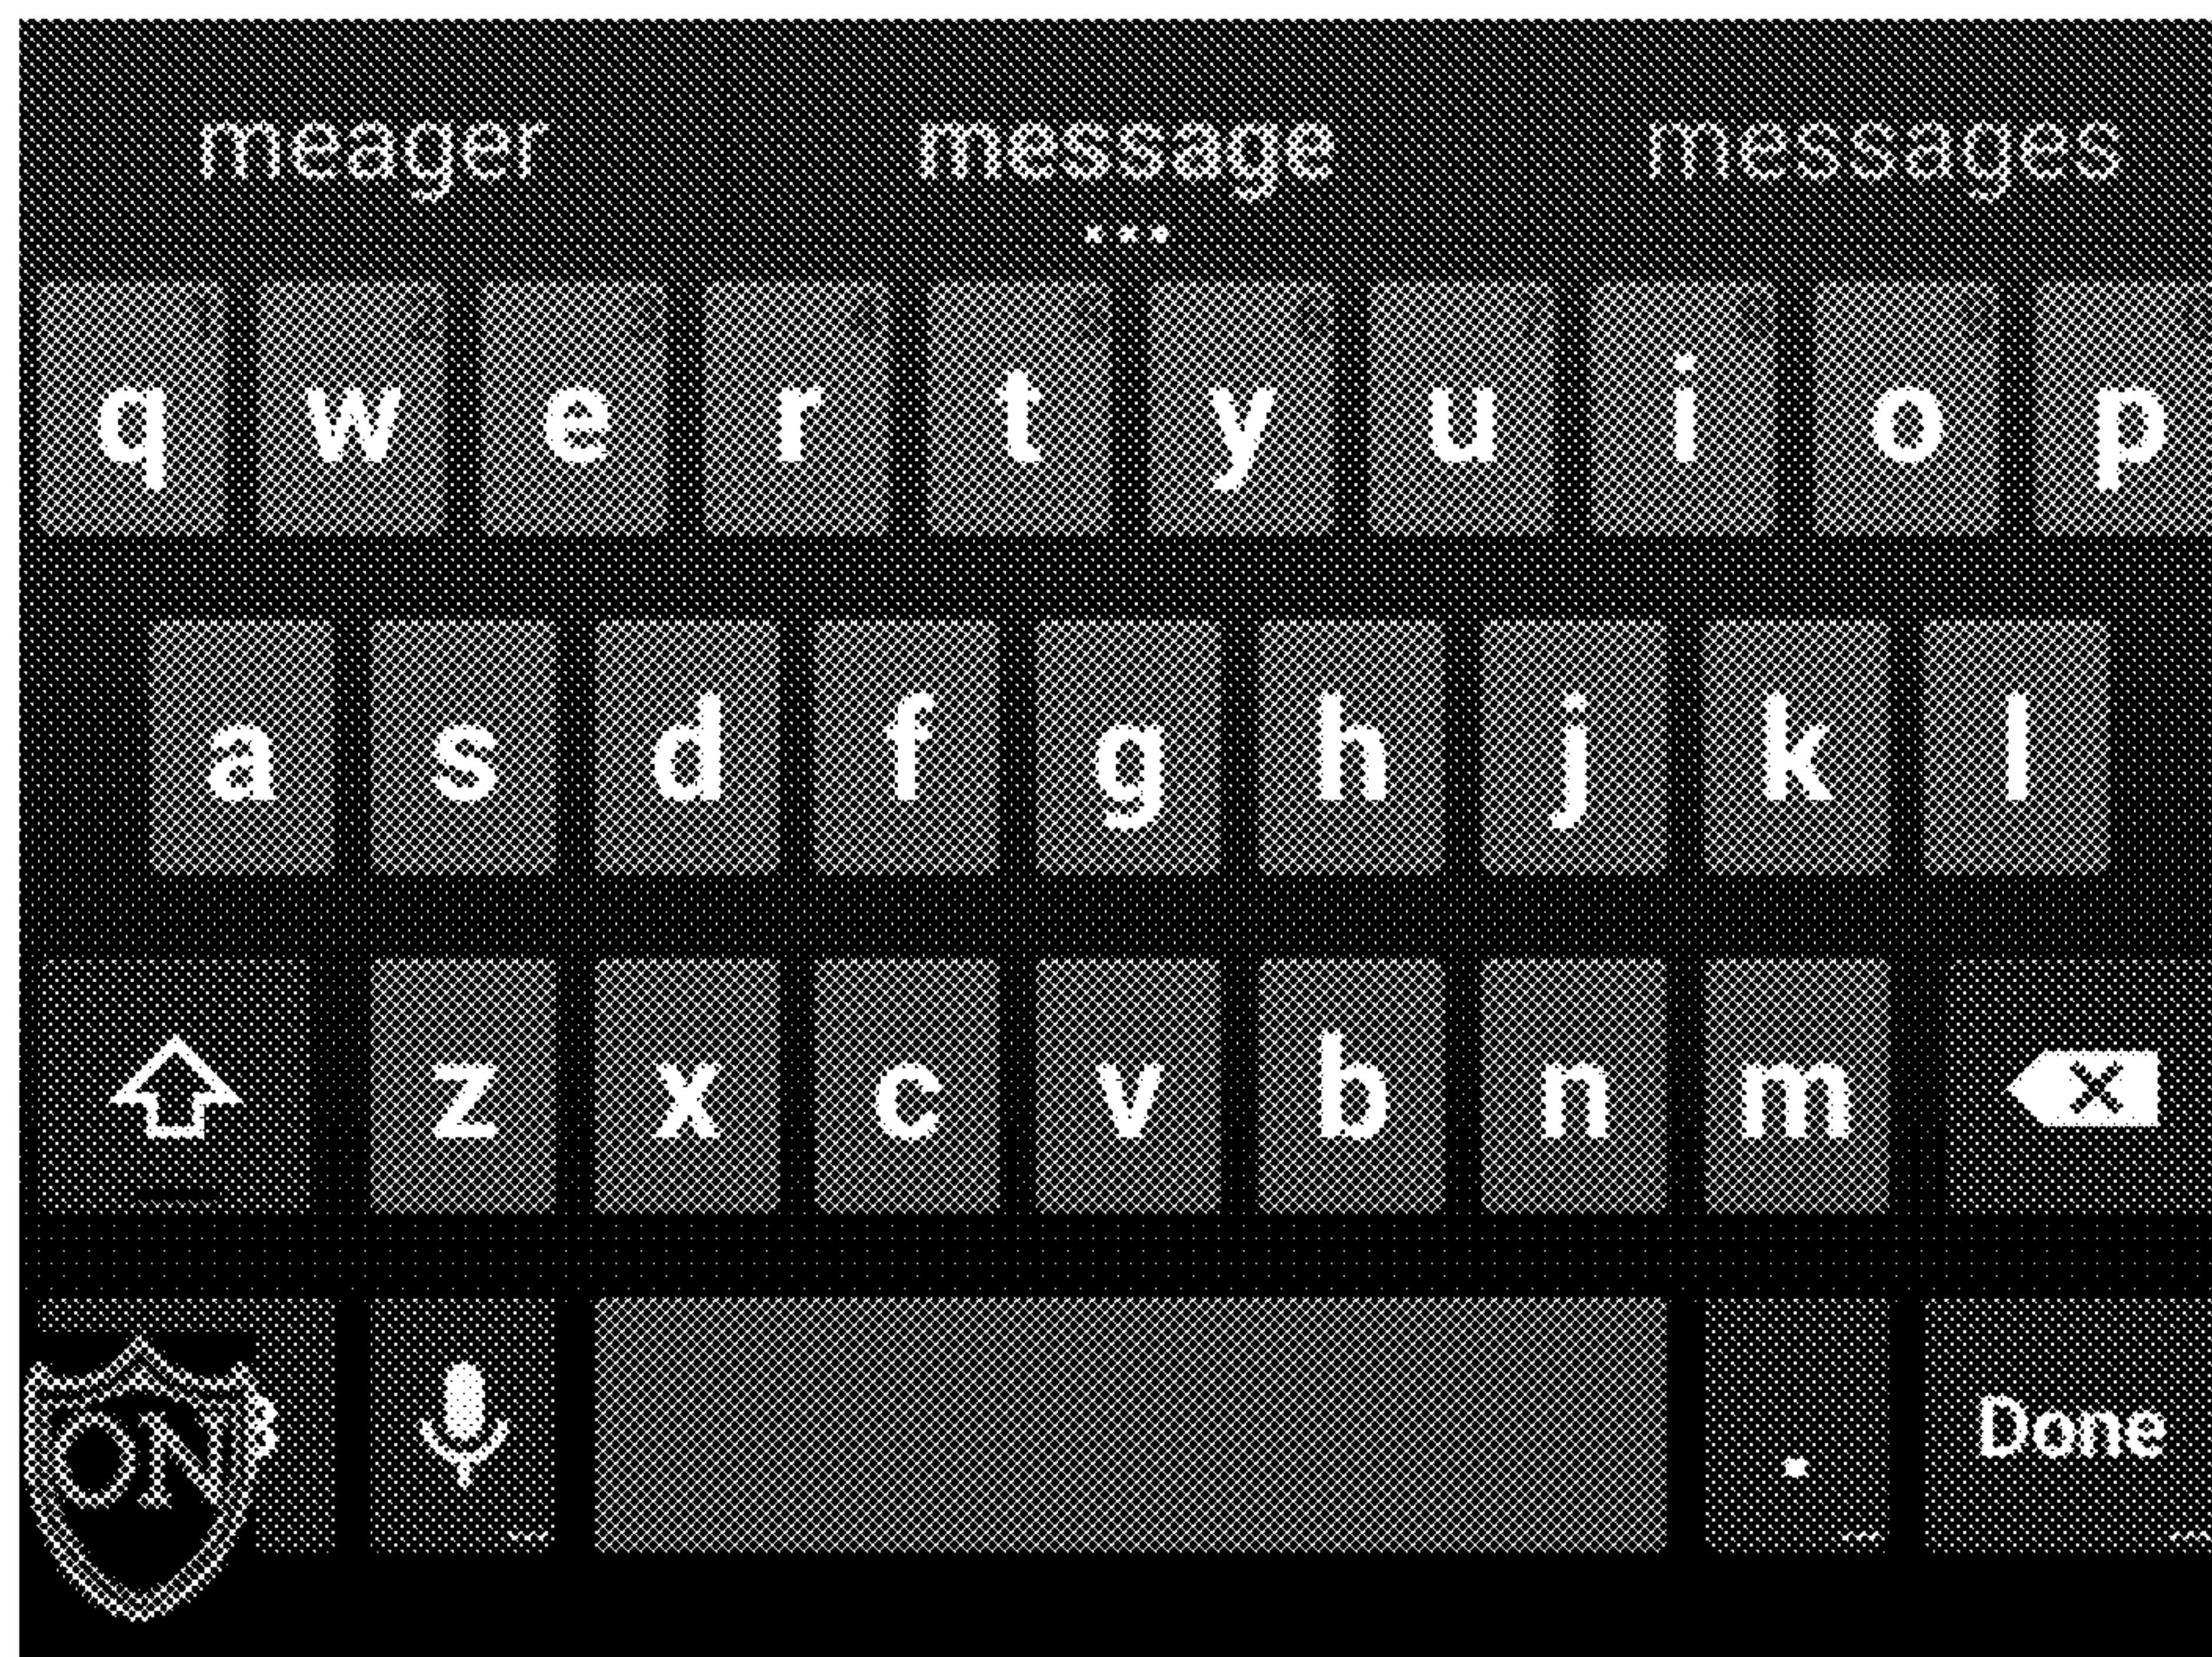 meager message messages
q w e r t y u i o p
a s d f g h j k l
z x c v b n m
ON . Done